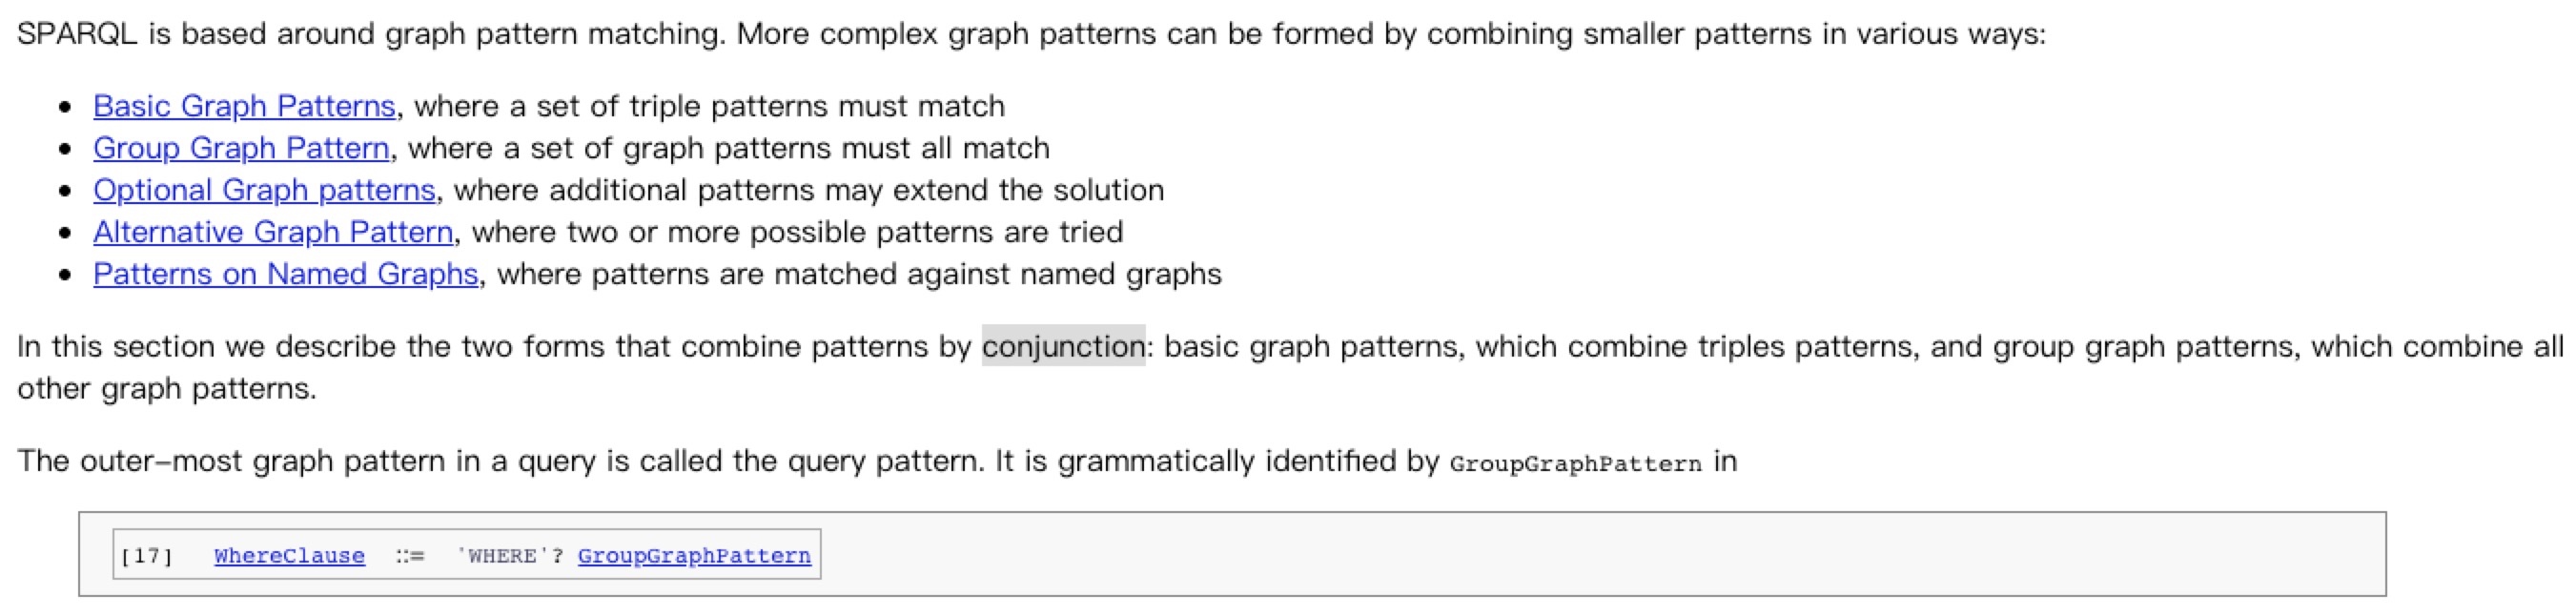 SPARQL is based around graph pattern matching. More complex graph patterns can be formed by combining smaller patterns in various ways:
• Basic Graph Patterns, where a set of triple patterns must match
• Group Graph Pattern, where a set of graph patterns must all match
• Optional Graph patterns, where additional patterns may extend the solution
• Alternative Graph Pattern, where two or more possible patterns are tried
• Patterns on Named Graphs, where patterns are matched against named graphs
In this section we describe the two forms that combine patterns by conjunction: basic graph patterns, which combine triples patterns, and group graph patterns, which combine all
other graph patterns.
The outer-most graph pattern in a query is called the query pattern. It is grammatically identified by GroupGraphPattern in
[17] WhereClause ::= 'WHERE'? GroupGraphPattern